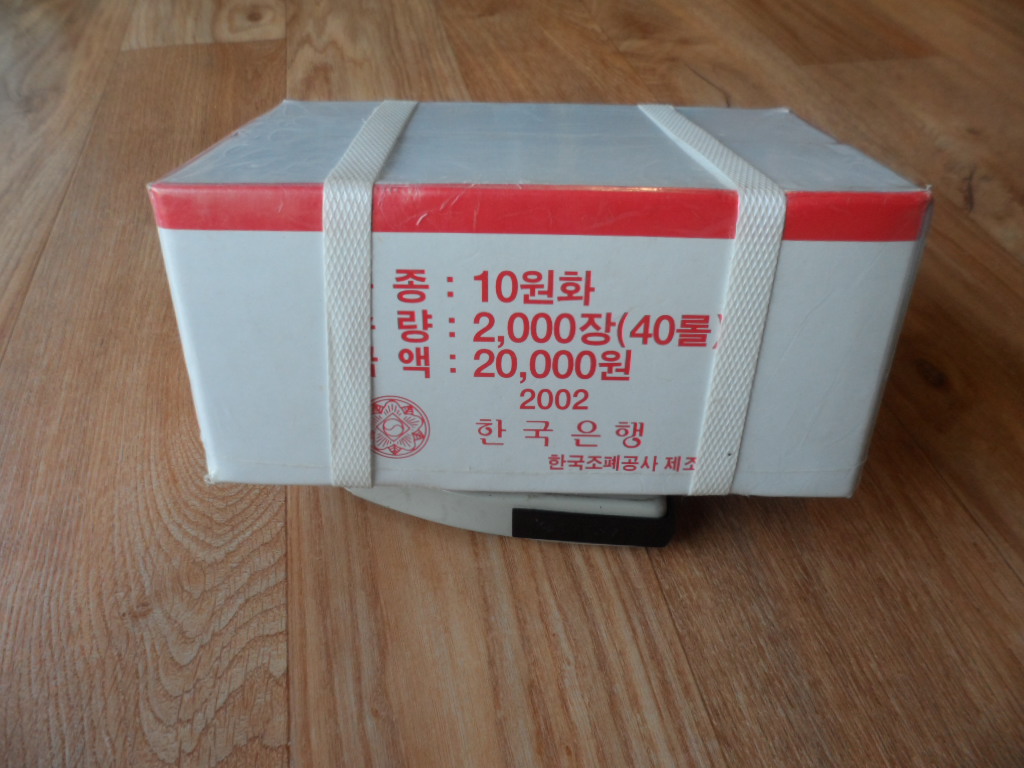 종 : 10원화
량 : 2,000장(40롤)
액 : 20,000원
2002
한국은행
한국조폐공사 제조